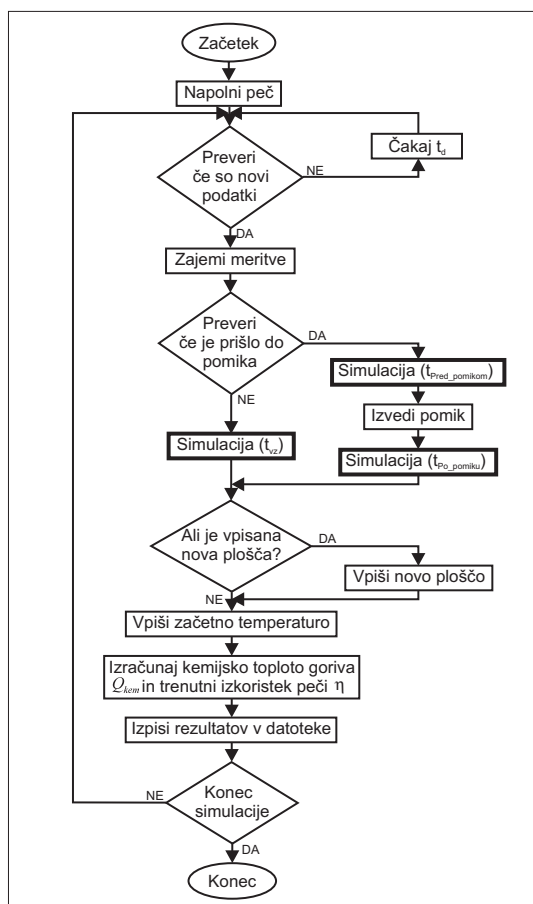 Začetek
Napolni peč
Preveri
če so novi
podatki
NE
Čakaj t_d
DA
Zajemi meritve
Preveri
če je prišlo do
pomika
DA
Simulacija (t_Pred_pomikom)
NE
Izvedi pomik
Simulacija (t_vz)
Simulacija (t_Po_pomiku)
Ali je vpisana
nova plošča?
DA
Vpiši novo ploščo
NE
Vpiši začetno temperaturo
Izračunaj kemijsko toploto goriva
Q_kem in trenutni izkoristek peči η
Izpisi rezultatov v datoteke
NE
Konec
simulacije
DA
Konec